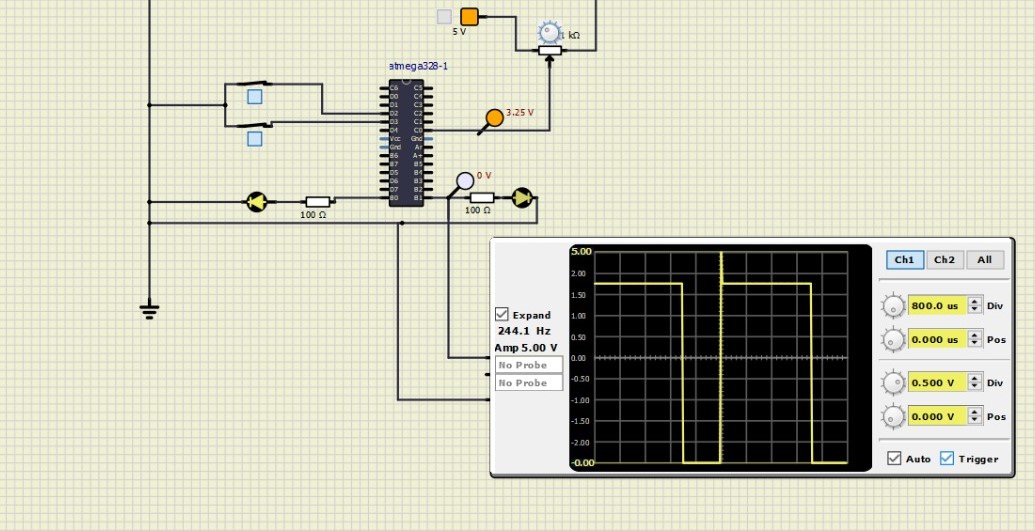 5 V
1 kΩ
atmega328-1
3.25 V
C6 C5
D0 C4
D1 C3
D2 C2
D3 C1
D4 C0
Vcc Gnd
Gnd
B6
B7 B5
D5 B4
D6 B3
D7 B2
B0 B1
0 V
100 Ω
100 Ω
Expand
244.1 Hz
Amp 5.00 V
No Probe
No Probe
5.00
2.00
1.50
1.00
0.00
-0.50
-1.00
-1.50
-2.00
-0.00
Ch1 Ch2 All
800.0 us Div
0.000 us Pos
0.500 V Div
0.000 V Pos
Auto Trigger